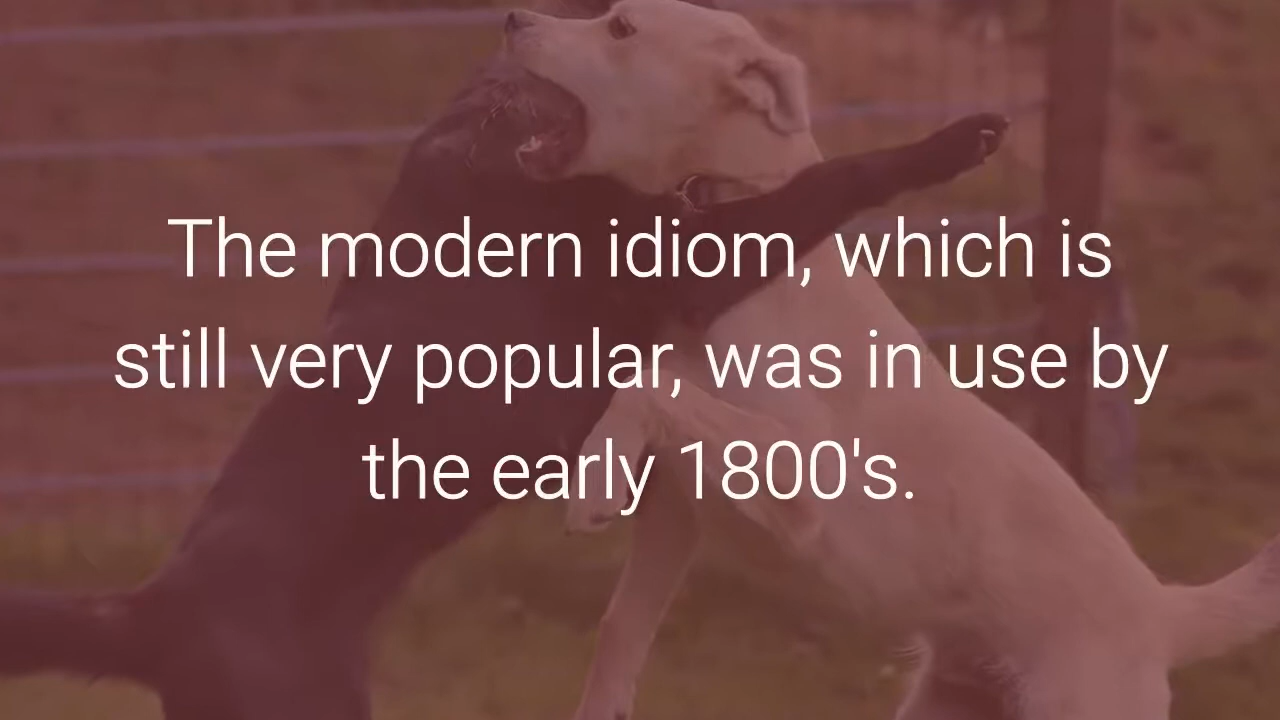 The modern idiom, which is
still very popular, was in use by
the early 1800's.